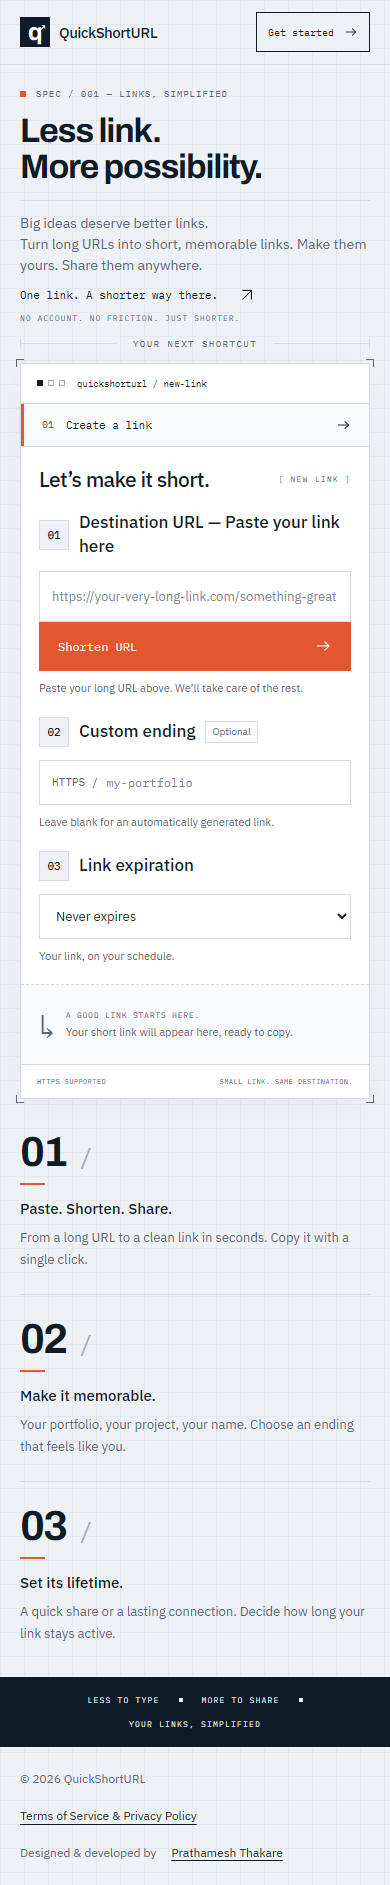 q QuickShortURL
Get started
SPEC / 001 — LINKS, SIMPLIFIED
Less link.
More possibility.
Big ideas deserve better links.
Turn long URLs into short, memorable links. Make them
yours. Share them anywhere.
One link. A shorter way there.
NO ACCOUNT. NO FRICTION. JUST SHORTER.
YOUR NEXT SHORTCUT
quickshorturl / new-link
01 Create a link
Let’s make it short.
[ NEW LINK ]
01 Destination URL — Paste your link
here
https://your-very-long-link.com/something-great
Shorten URL
Paste your long URL above. We’ll take care of the rest.
02 Custom ending Optional
HTTPS / my-portfolio
Leave blank for an automatically generated link.
03 Link expiration
Never expires
Your link, on your schedule.
A GOOD LINK STARTS HERE.
Your short link will appear here, ready to copy.
HTTPS SUPPORTED
SMALL LINK. SAME DESTINATION.
01 /
Paste. Shorten. Share.
From a long URL to a clean link in seconds. Copy it with a
single click.
02 /
Make it memorable.
Your portfolio, your project, your name. Choose an ending
that feels like you.
03 /
Set its lifetime.
A quick share or a lasting connection. Decide how long your
link stays active.
LESS TO TYPE MORE TO SHARE
YOUR LINKS, SIMPLIFIED
© 2026 QuickShortURL
Terms of Service & Privacy Policy
Designed & developed by Prathamesh Thakare